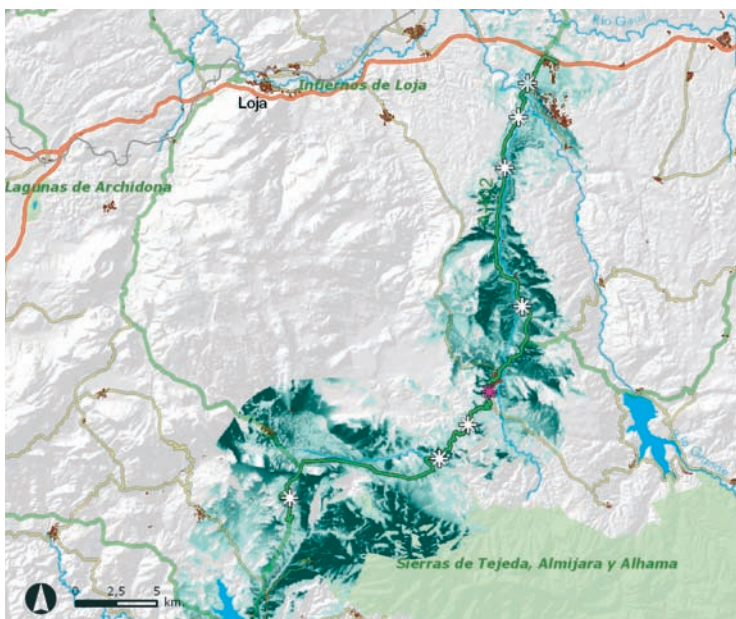 Río Genil
Infiernos de Loja
Loja
Lagunas de Archidona
A-402
Sierras de Tejeda, Almijara y Alhama
0 2,5 5
km.